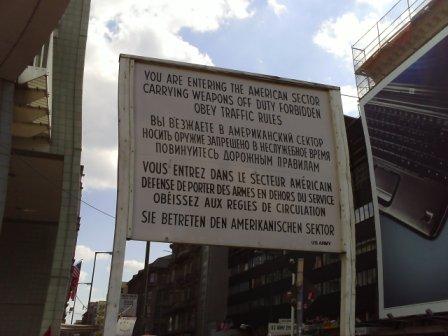 YOU ARE ENTERING THE AMERICAN SECTOR
CARRYING WEAPONS OFF DUTY FORBIDDEN
OBEY TRAFFIC RULES
ВЫ ВЪЕЗЖАЕТЕ В АМЕРИКАНСКИЙ СЕКТОР
НОСИТЬ ОРУЖИЕ ЗАПРЕЩЕНО В НЕСЛУЖЕБНОЕ ВРЕМЯ
ПОВИНУЙТЕСЬ ДОРОЖНЫМ ПРАВИЛАМ
VOUS ENTREZ DANS LE SECTEUR AMÉRICAIN
DÉFENSE DE PORTER DES ARMES EN DEHORS DU SERVICE
OBÉISSEZ AUX RÈGLES DE CIRCULATION
SIE BETRETEN DEN AMERIKANISCHEN SEKTOR
US ARMY